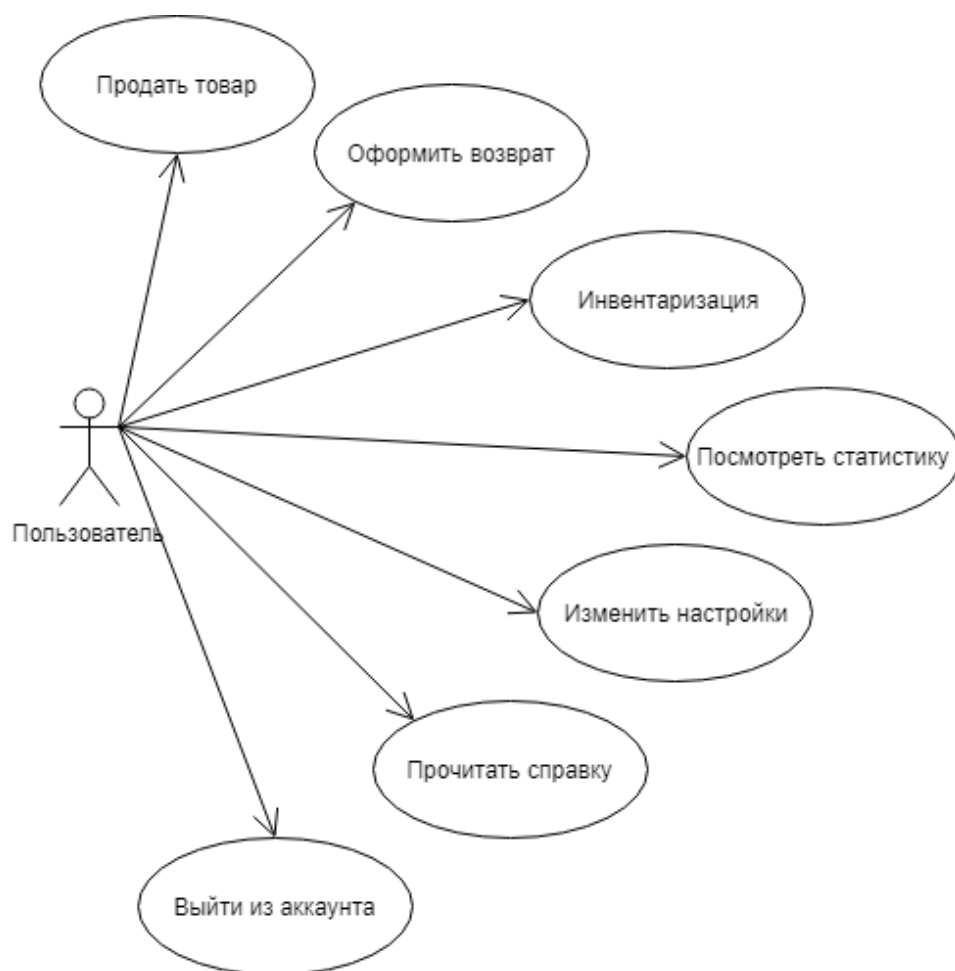 Продать товар
Оформить возврат
Инвентаризация
Посмотреть статистику
Пользователь
Изменить настройки
Прочитать справку
Выйти из аккаунта